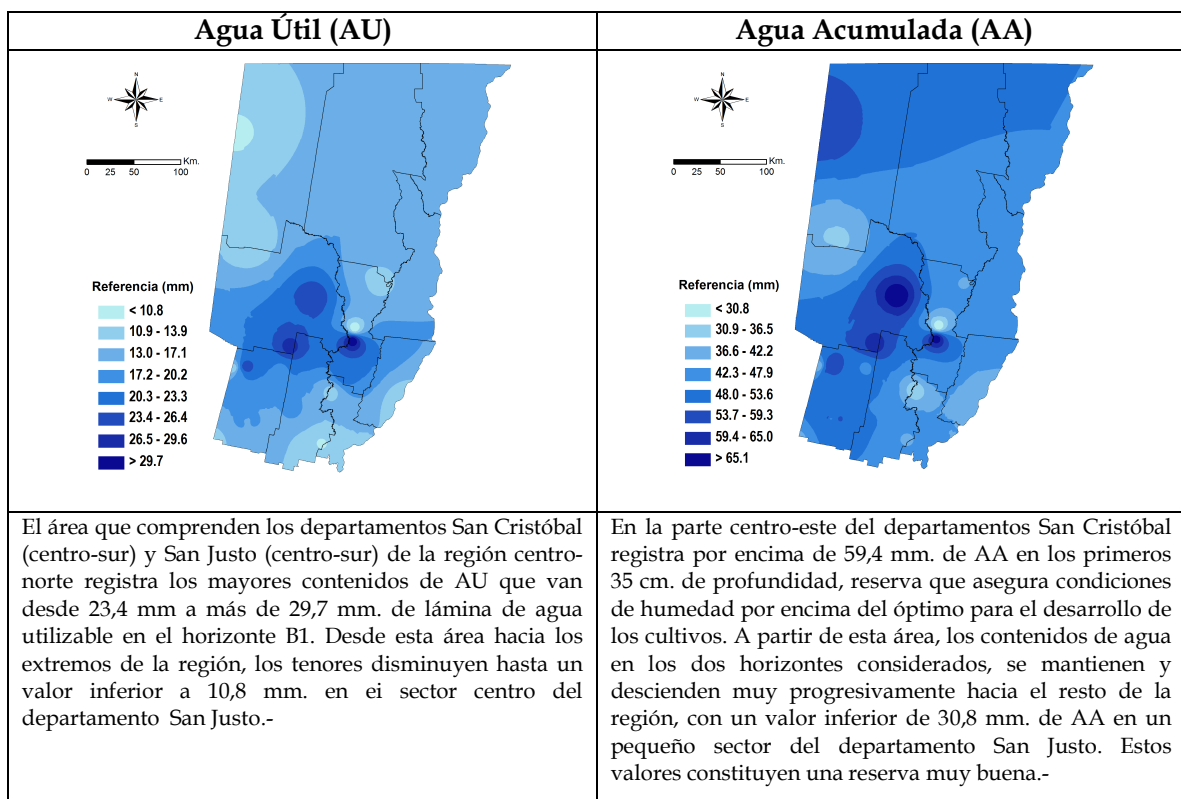 Agua Útil (AU)
N
W E
S
Km.
0 25 50 100
Referencia (mm)
< 10.8
10.9 - 13.9
13.0 - 17.1
17.2 - 20.2
20.3 - 23.3
23.4 - 26.4
26.5 - 29.6
> 29.7
El área que comprenden los departamentos San Cristóbal
(centro-sur) y San Justo (centro-sur) de la región centro-
norte registra los mayores contenidos de AU que van
desde 23,4 mm a más de 29,7 mm. de lámina de agua
utilizable en el horizonte B1. Desde esta área hacia los
extremos de la región, los tenores disminuyen hasta un
valor inferior a 10,8 mm. en ei sector centro del
departamento San Justo.-
Agua Acumulada (AA)
N
W E
S
Km.
0 25 50 100
Referencia (mm)
< 30.8
30.9 - 36.5
36.6 - 42.2
42.3 - 47.9
48.0 - 53.6
53.7 - 59.3
59.4 - 65.0
> 65.1
En la parte centro-este del departamentos San Cristóbal
registra por encima de 59,4 mm. de AA en los primeros
35 cm. de profundidad, reserva que asegura condiciones
de humedad por encima del óptimo para el desarrollo de
los cultivos. A partir de esta área, los contenidos de agua
en los dos horizontes considerados, se mantienen y
descienden muy progresivamente hacia el resto de la
región, con un valor inferior de 30,8 mm. de AA en un
pequeño sector del departamento San Justo. Estos
valores constituyen una reserva muy buena.-